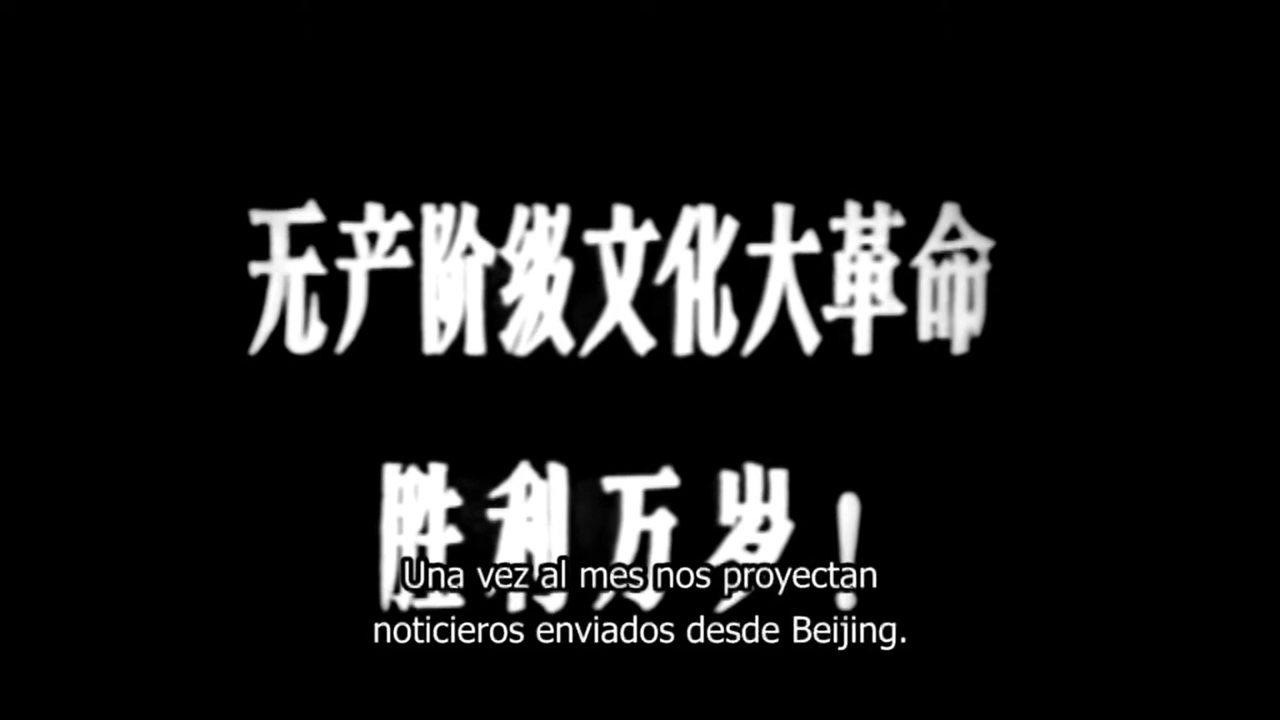 无产阶级文化大革命
胜利万岁！
Una vez al mes nos proyectan
noticieros enviados desde Beijing.